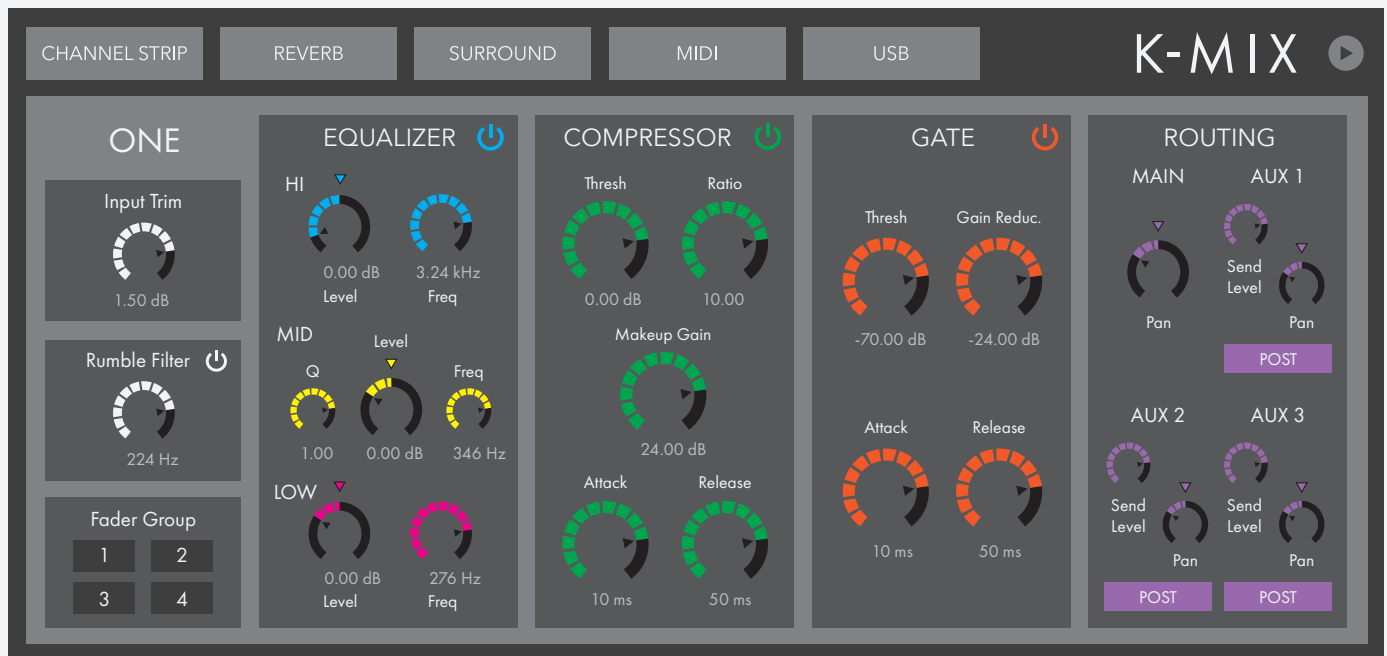 CHANNEL STRIP
REVERB
SURROUND
MIDI
USB
K-MIX
ONE
Input Trim
1.50 dB
Rumble Filter
224 Hz
Fader Group
1
2
3
4
EQUALIZER
HI
0.00 dB
3.24 kHz
Level
Freq
MID
Level
Q
Freq
1.00
0.00 dB
346 Hz
LOW
0.00 dB
276 Hz
Level
Freq
COMPRESSOR
Thresh
Ratio
0.00 dB
10.00
Makeup Gain
24.00 dB
Attack
Release
10 ms
50 ms
GATE
Thresh
Gain Reduc.
-70.00 dB
-24.00 dB
Attack
Release
10 ms
50 ms
ROUTING
MAIN
Pan
AUX 1
Send
Level
Pan
POST
AUX 2
Send
Level
Pan
POST
AUX 3
Send
Level
Pan
POST